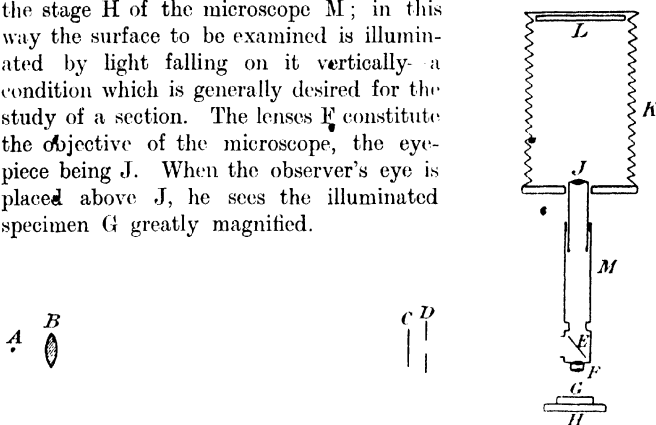 the stage H of the microscope M; in this
way the surface to be examined is illumin-
ated by light falling on it vertically- a
condition which is generally desired for the
study of a section. The lenses F constitute
the objective of the microscope, the eye-
piece being J. When the observer's eye is
placed above J, he sees the illuminated
specimen G greatly magnified.
L
K
J
M
A
B
C D
E
F
G
H